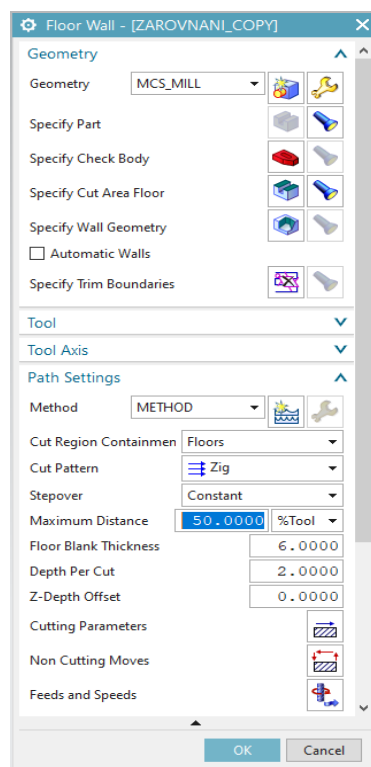 Floor Wall - [ZAROVNANI_COPY]
Geometry
Geometry MCS_MILL
Specify Part
Specify Check Body
Specify Cut Area Floor
Specify Wall Geometry
Automatic Walls
Specify Trim Boundaries
Tool
Tool Axis
Path Settings
Method METHOD
Cut Region Containmen Floors
Cut Pattern Zig
Stepover Constant
Maximum Distance 50.0000 %Tool
Floor Blank Thickness 6.0000
Depth Per Cut 2.0000
Z-Depth Offset 0.0000
Cutting Parameters
Non Cutting Moves
Feeds and Speeds
OK Cancel